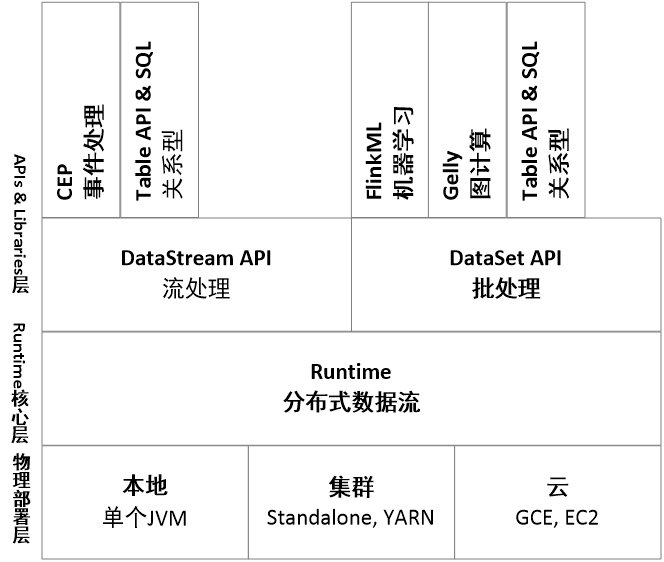 APIs & Libraries层
CEP
事件处理
Table API & SQL
关系型
FlinkML
机器学习
Gelly
图计算
Table API & SQL
关系型
DataStream API
流处理
DataSet API
批处理
Runtime核心层
Runtime
分布式数据流
物理部署层
本地
单个JVM
集群
Standalone, YARN
云
GCE, EC2